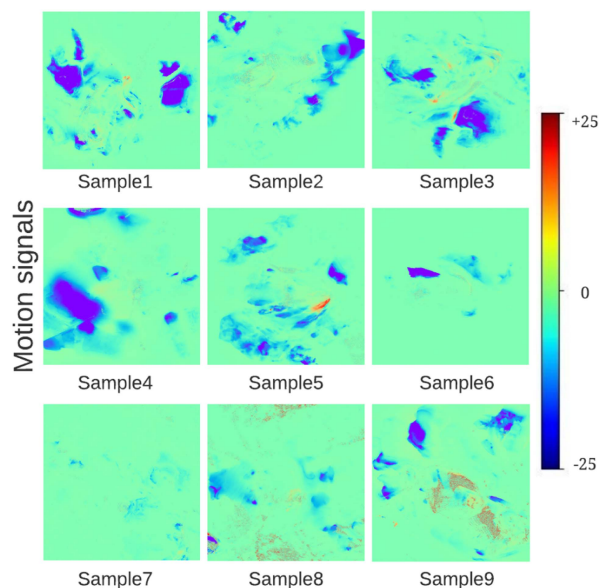 Sample1 Sample2 Sample3
+25
Motion signals
Sample4 Sample5 Sample6
0
-25
Sample7 Sample8 Sample9